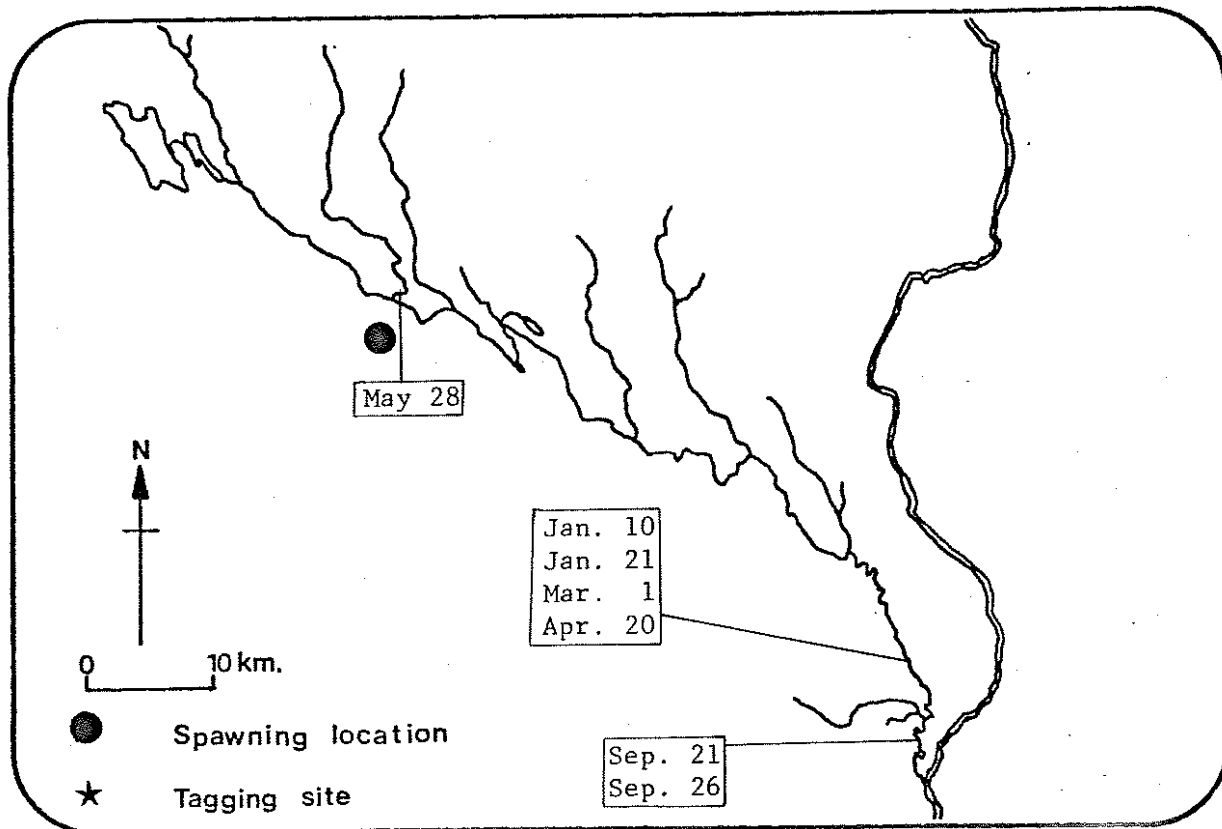 May 28
N
Jan. 10
Jan. 21
Mar. 1
Apr. 20
0 10 km.
Spawning location
Sep. 21
Sep. 26
Tagging site